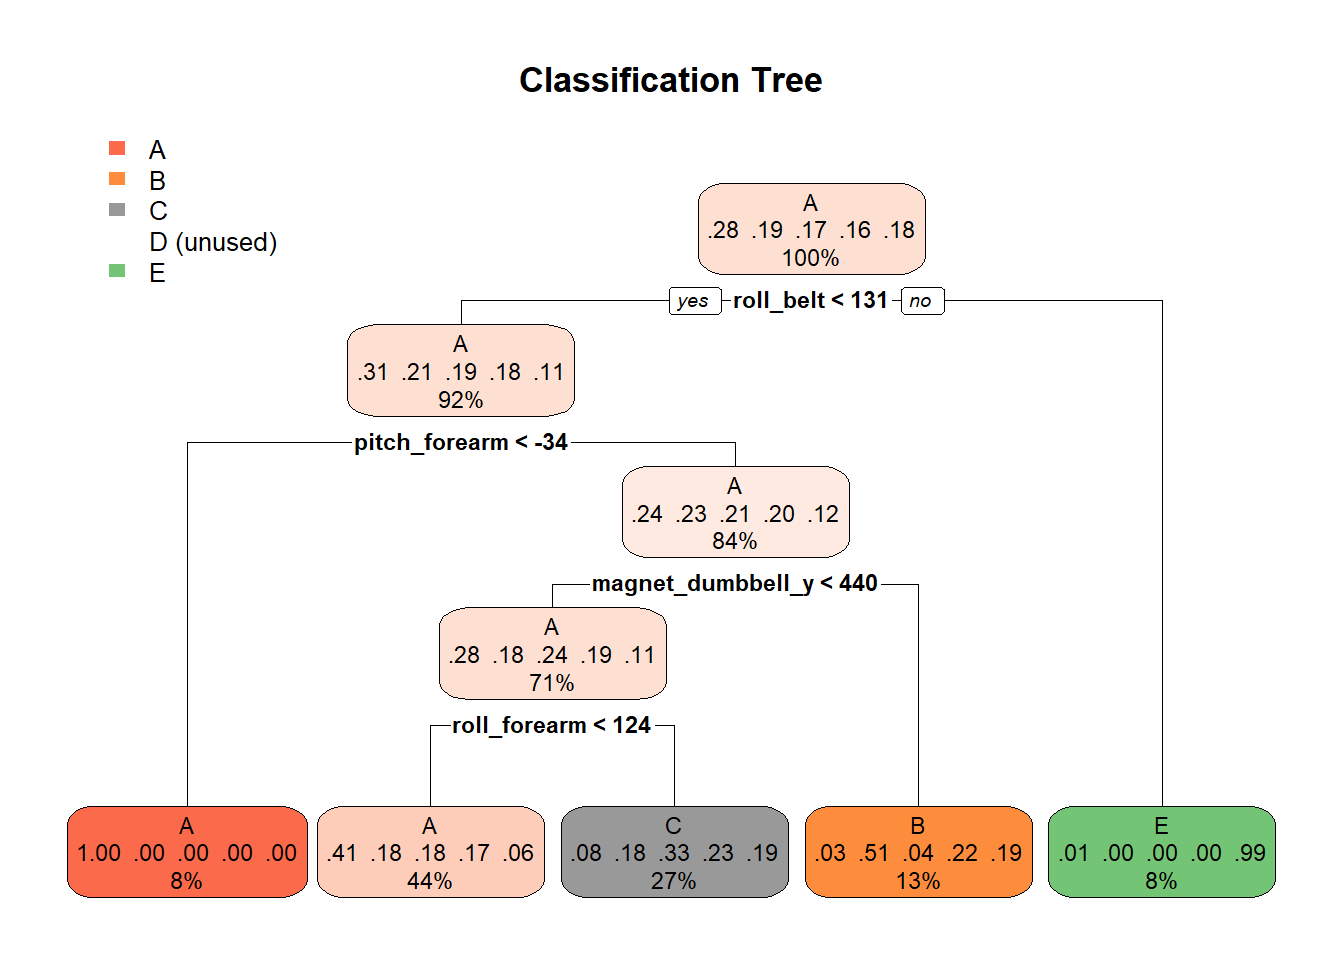 Classification Tree
A
B
C
D (unused)
E
A
.28 .19 .17 .16 .18
100%
yes roll_belt < 131 no
A
.31 .21 .19 .18 .11
92%
pitch_forearm < -34
A
.24 .23 .21 .20 .12
84%
magnet_dumbbell_y < 440
A
.28 .18 .24 .19 .11
71%
roll_forearm < 124
A
1.00 .00 .00 .00 .00
8%
A
.41 .18 .18 .17 .06
44%
C
.08 .18 .33 .23 .19
27%
B
.03 .51 .04 .22 .19
13%
E
.01 .00 .00 .00 .99
8%